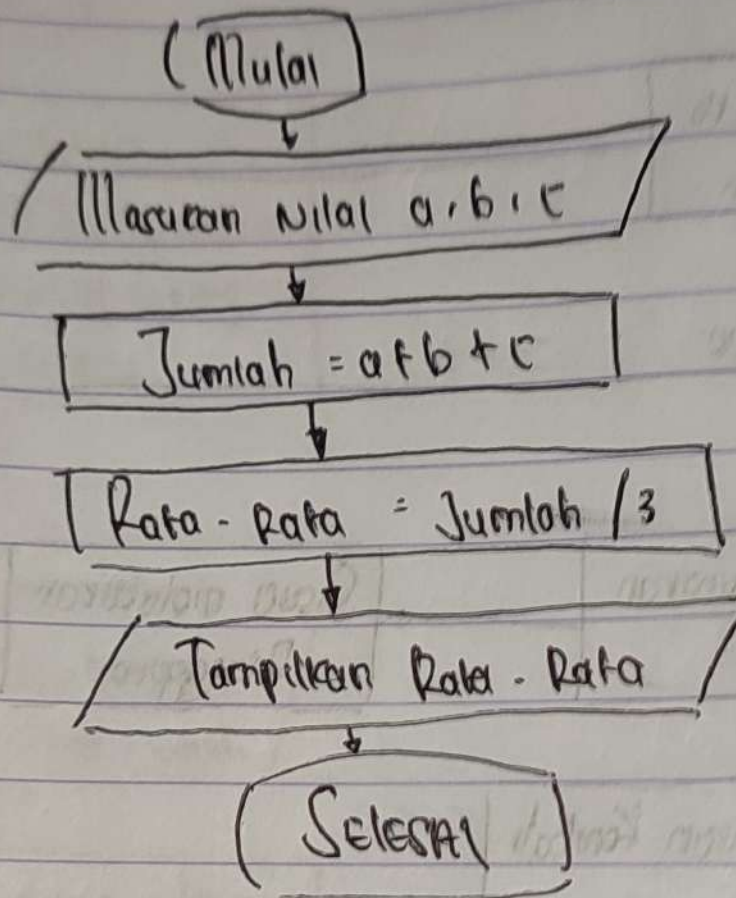 Mulai
Masukan Nilai a, b, c
Jumlah = a + b + c
Rata - Rata = Jumlah / 3
Tampilkan Rata - Rata
SELESAI